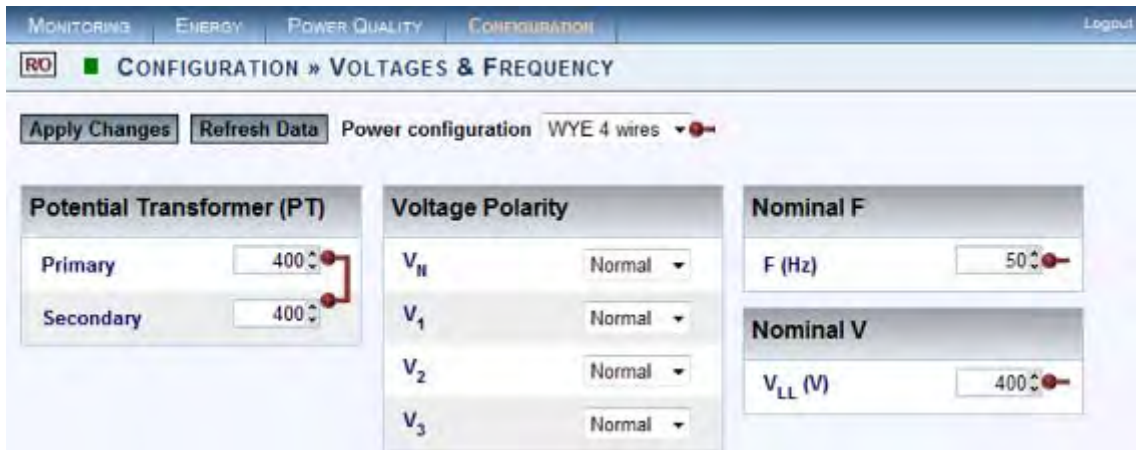 MONITORING ENERGY POWER QUALITY CONFIGURATION Logout
R/O CONFIGURATION » VOLTAGES & FREQUENCY
Apply Changes Refresh Data Power configuration WYE 4 wires
Potential Transformer (PT)
Primary 400
Secondary 400
Voltage Polarity
VN Normal
V1 Normal
V2 Normal
V3 Normal
Nominal F
F (Hz) 50
Nominal V
VLL (V) 400